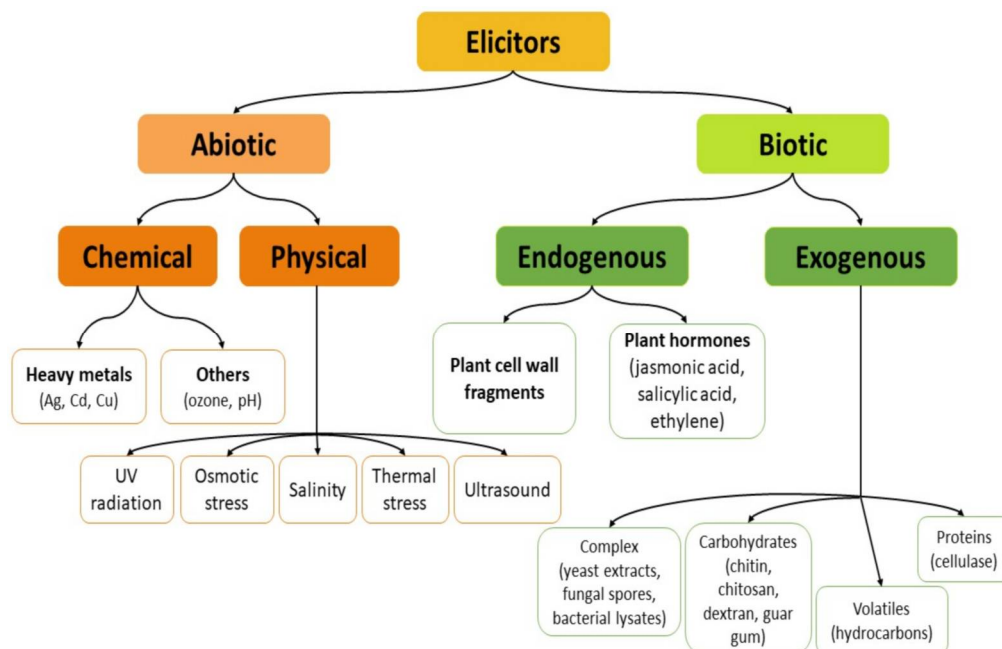 Elicitors
Abiotic
Biotic
Chemical
Physical
Endogenous
Exogenous
Heavy metals
(Ag, Cd, Cu)
Others
(ozone, pH)
Plant cell wall
fragments
Plant hormones
(jasmonic acid,
salicylic acid,
ethylene)
UV
radiation
Osmotic
stress
Salinity
Thermal
stress
Ultrasound
Complex
(yeast extracts,
fungal spores,
bacterial lysates)
Carbohydrates
(chitin,
chitosan,
dextran, guar
gum)
Volatiles
(hydrocarbons)
Proteins
(cellulase)